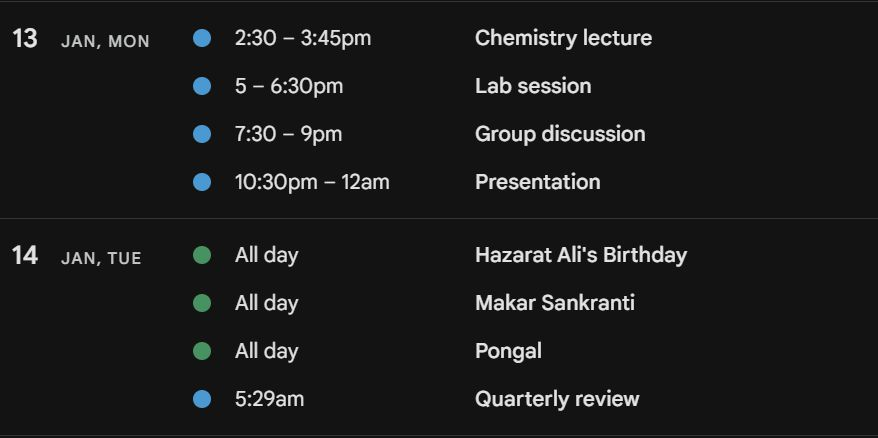 13 JAN, MON 2:30 – 3:45pm Chemistry lecture
5 – 6:30pm Lab session
7:30 – 9pm Group discussion
10:30pm – 12am Presentation
14 JAN, TUE All day Hazarat Ali's Birthday
All day Makar Sankranti
All day Pongal
5:29am Quarterly review